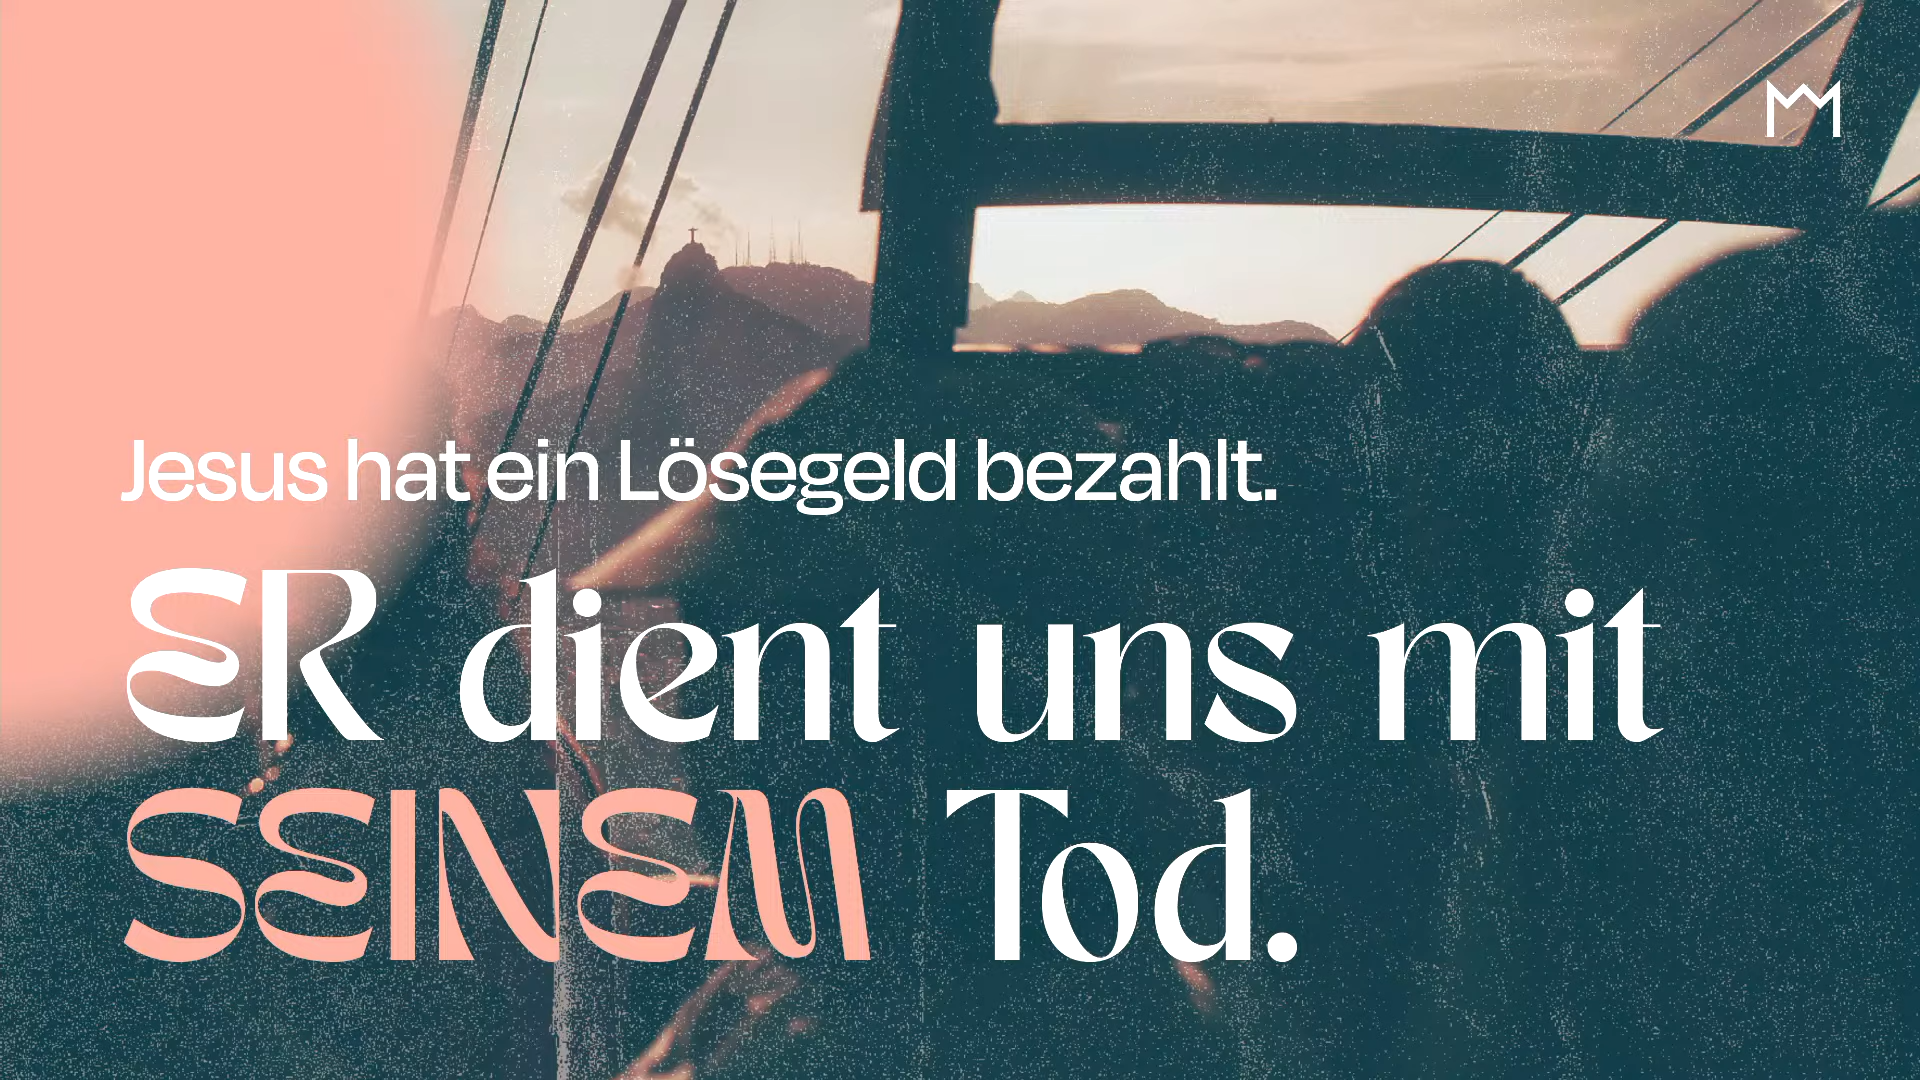 Jesus hat ein Lösegeld bezahlt.
ER dient uns mit
SEINEM Tod.